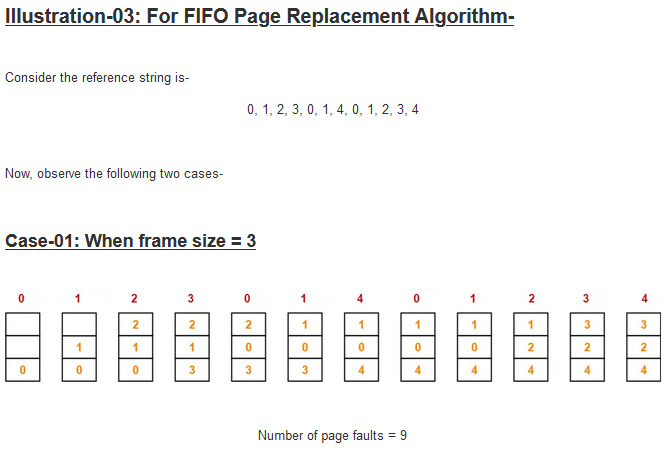 Illustration-03: For FIFO Page Replacement Algorithm-
Consider the reference string is-
0, 1, 2, 3, 0, 1, 4, 0, 1, 2, 3, 4
Now, observe the following two cases-
Case-01: When frame size = 3
0 1 2 3 0 1 4 0 1 2 3 4
2 2 2 1 1 1 1 1 3 3
1 1 1 0 0 0 0 0 2 2 2
0 0 0 3 3 3 4 4 4 4 4 4
Number of page faults = 9